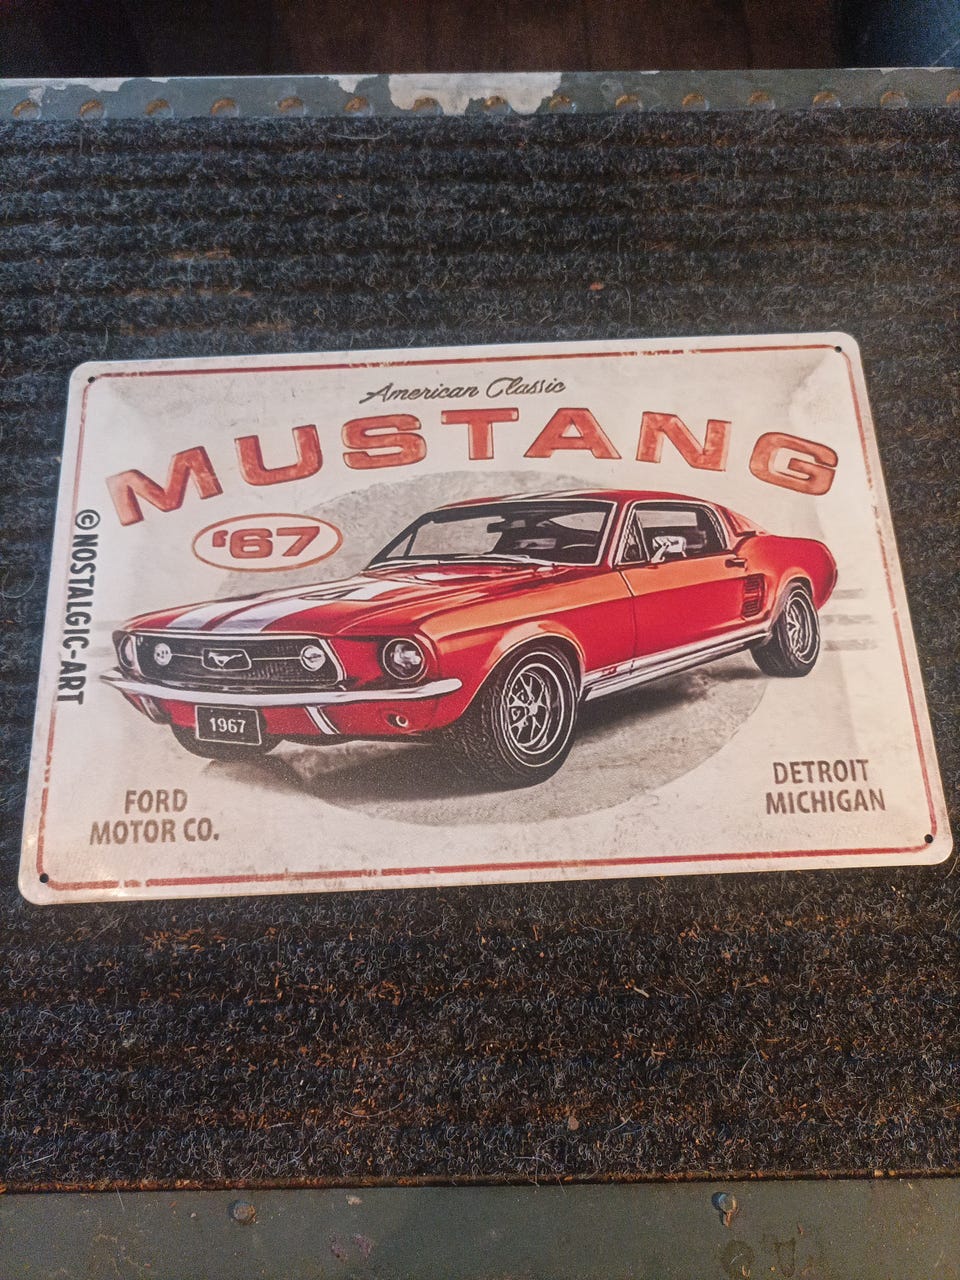 American Classic
MUSTANG
'67
©NOSTALGIC-ART
1967
FORD
MOTOR CO.
DETROIT
MICHIGAN